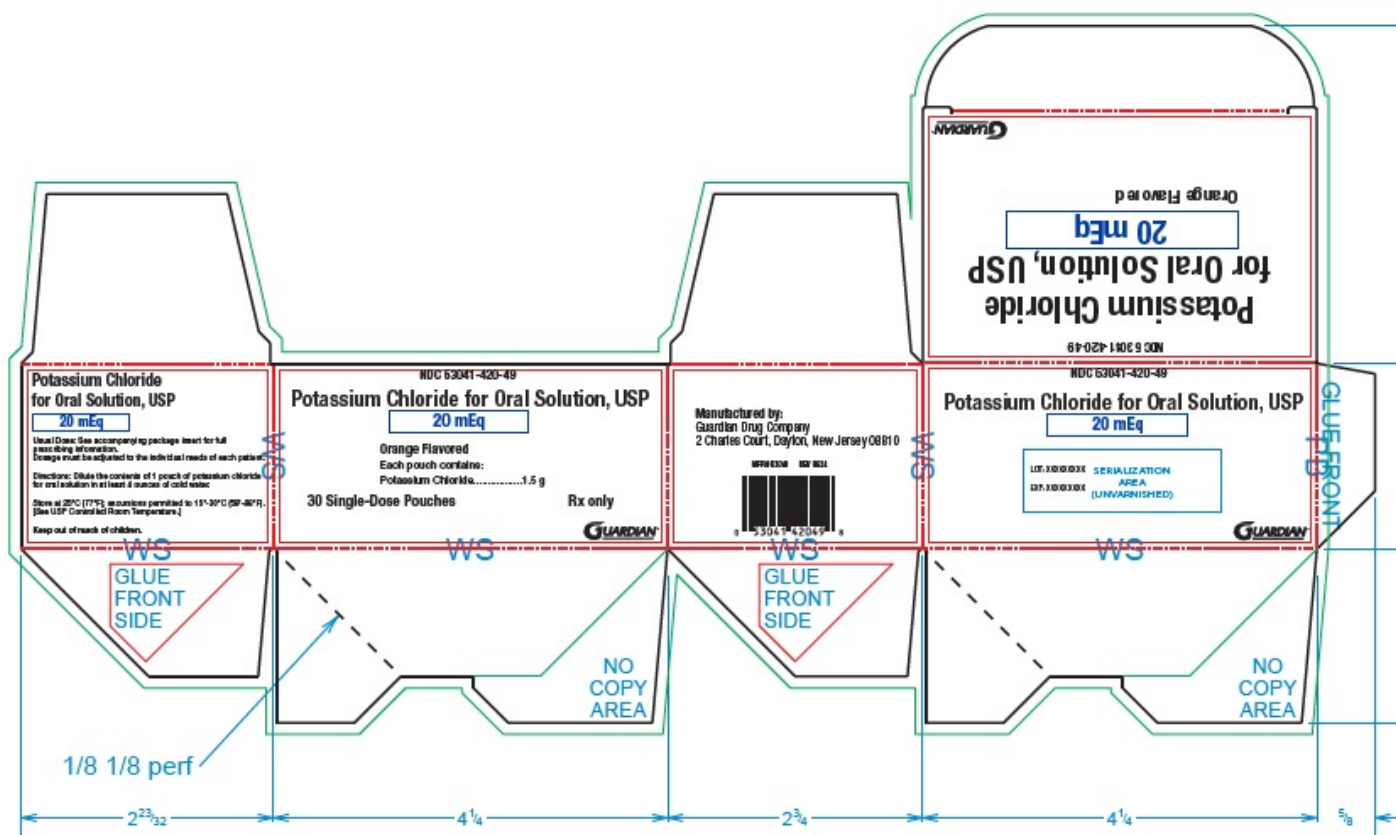 GUARDIAN
Orange Flavored
20 mEq
Potassium Chloride
for Oral Solution, USP
NDC 53041-420-49
Potassium Chloride
for Oral Solution, USP
20 mEq
Usual Dose: See accompanying package insert for full
prescribing information.
Dosage must be adjusted to the individual needs of each patient.
Directions: Dilute the contents of 1 pouch of potassium chloride
for oral solution in at least 4 ounces of cold water.
Store at 25°C (77°F); excursions permitted to 15°-30°C (59°-86°F).
[See USP Controlled Room Temperature.]
Keep out of reach of children.
WS
GLUE
FRONT
SIDE
W/S
NDC 53041-420-49
Potassium Chloride for Oral Solution, USP
20 mEq
Orange Flavored
Each pouch contains:
Potassium Chloride................1.5 g
30 Single-Dose Pouches Rx only
GUARDIAN
WS
NO
COPY
AREA
1/8 1/8 perf
Manufactured by:
Guardian Drug Company
2 Charles Court, Dayton, New Jersey 08810
0 53041 42049 8
WS
GLUE
FRONT
SIDE
W/S
NDC 53041-420-49
Potassium Chloride for Oral Solution, USP
20 mEq
LOT: XXXXXXXX
EXP: XXXXXXXX
SERIALIZATION
AREA
(UNVARNISHED)
GUARDIAN
WS
NO
COPY
AREA
GLUE FRONT
2 23/32
4 1/4
2 3/4
4 1/4
5/8